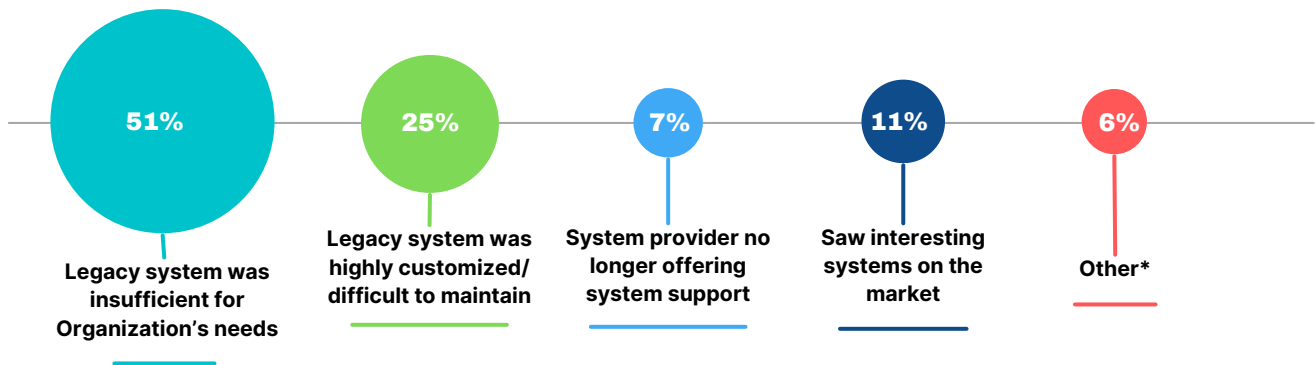 51%
25%
7%
11%
6%
Legacy system was
insufficient for
Organization's needs
Legacy system was
highly customized/
difficult to maintain
System provider no
longer offering
system support
Saw interesting
systems on the
market
Other*